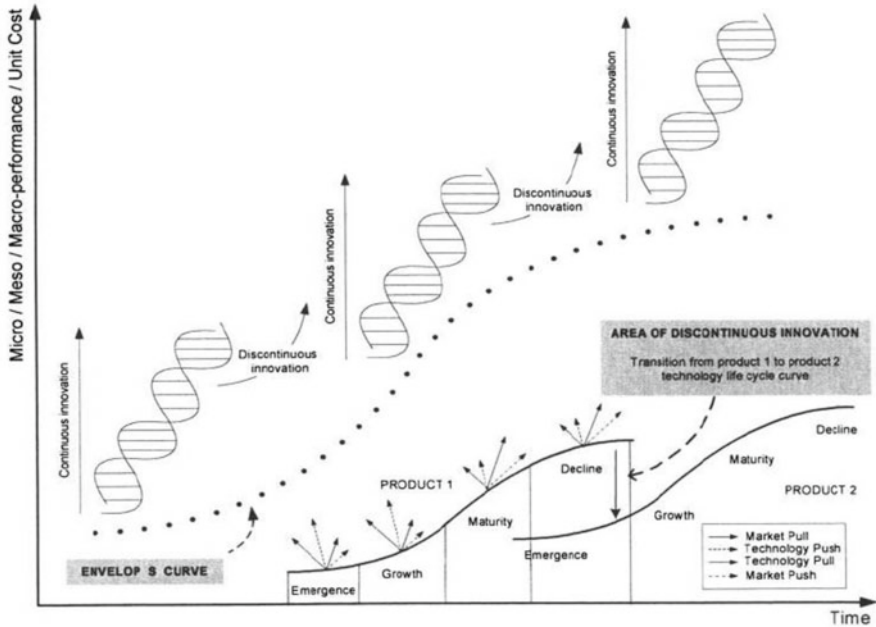 Micro / Meso / Macro-performance / Unit Cost
Continuous innovation
Discontinuous
innovation
Continuous innovation
Discontinuous
innovation
Continuous innovation
AREA OF DISCONTINUOUS INNOVATION
Transition from product 1 to product 2
technology life cycle curve
PRODUCT 1
Emergence
Growth
Maturity
Decline
Emergence
Growth
Maturity
Decline
PRODUCT 2
ENVELOP S CURVE
Market Pull
Technology Push
Technology Pull
Market Push
Time